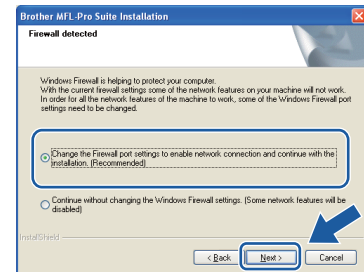 Brother MFL-Pro Suite Installation
Firewall detected
Windows Firewall is helping to protect your computer.
With the current firewall settings some of the network features on your machine will not work.
In order for all the network features of the machine to work, some of the Windows Firewall port
settings need to be changed.
Change the Firewall port settings to enable network connection and continue with the
installation. (Recommended)
Continue without changing the Windows Firewall settings. (Some network features will be
disabled)
InstallShield
< Back
Next >
Cancel